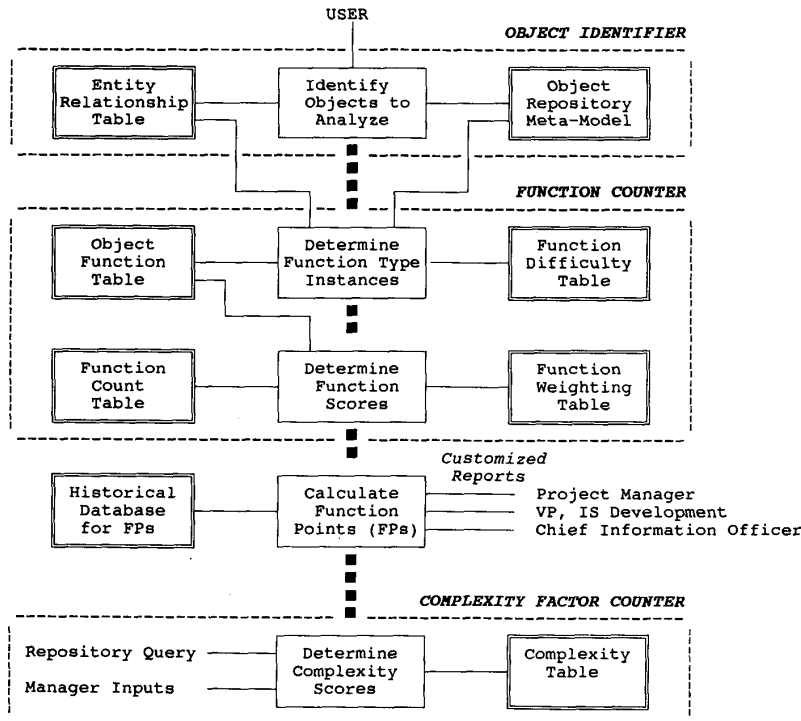 USER
OBJECT IDENTIFIER
Entity
Relationship
Table
Identify
Objects to
Analyze
Object
Repository
Meta-Model
FUNCTION COUNTER
Object
Function
Table
Determine
Function Type
Instances
Function
Difficulty
Table
Function
Count
Table
Determine
Function
Scores
Function
Weighting
Table
Customized
Reports
Historical
Database
for FPs
Calculate
Function
Points (FPs)
Project Manager
VP, IS Development
Chief Information Officer
COMPLEXITY FACTOR COUNTER
Repository Query
Manager Inputs
Determine
Complexity
Scores
Complexity
Table